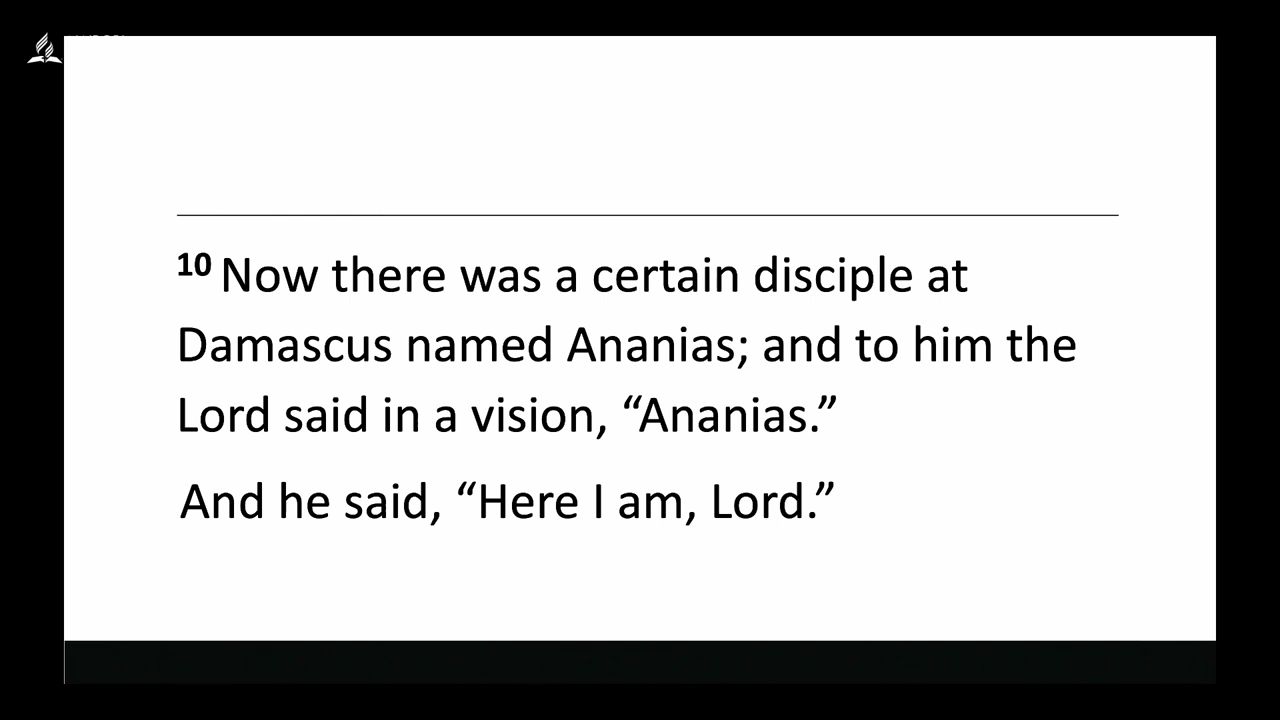 10 Now there was a certain disciple at
Damascus named Ananias; and to him the
Lord said in a vision, “Ananias.”
And he said, “Here I am, Lord.”